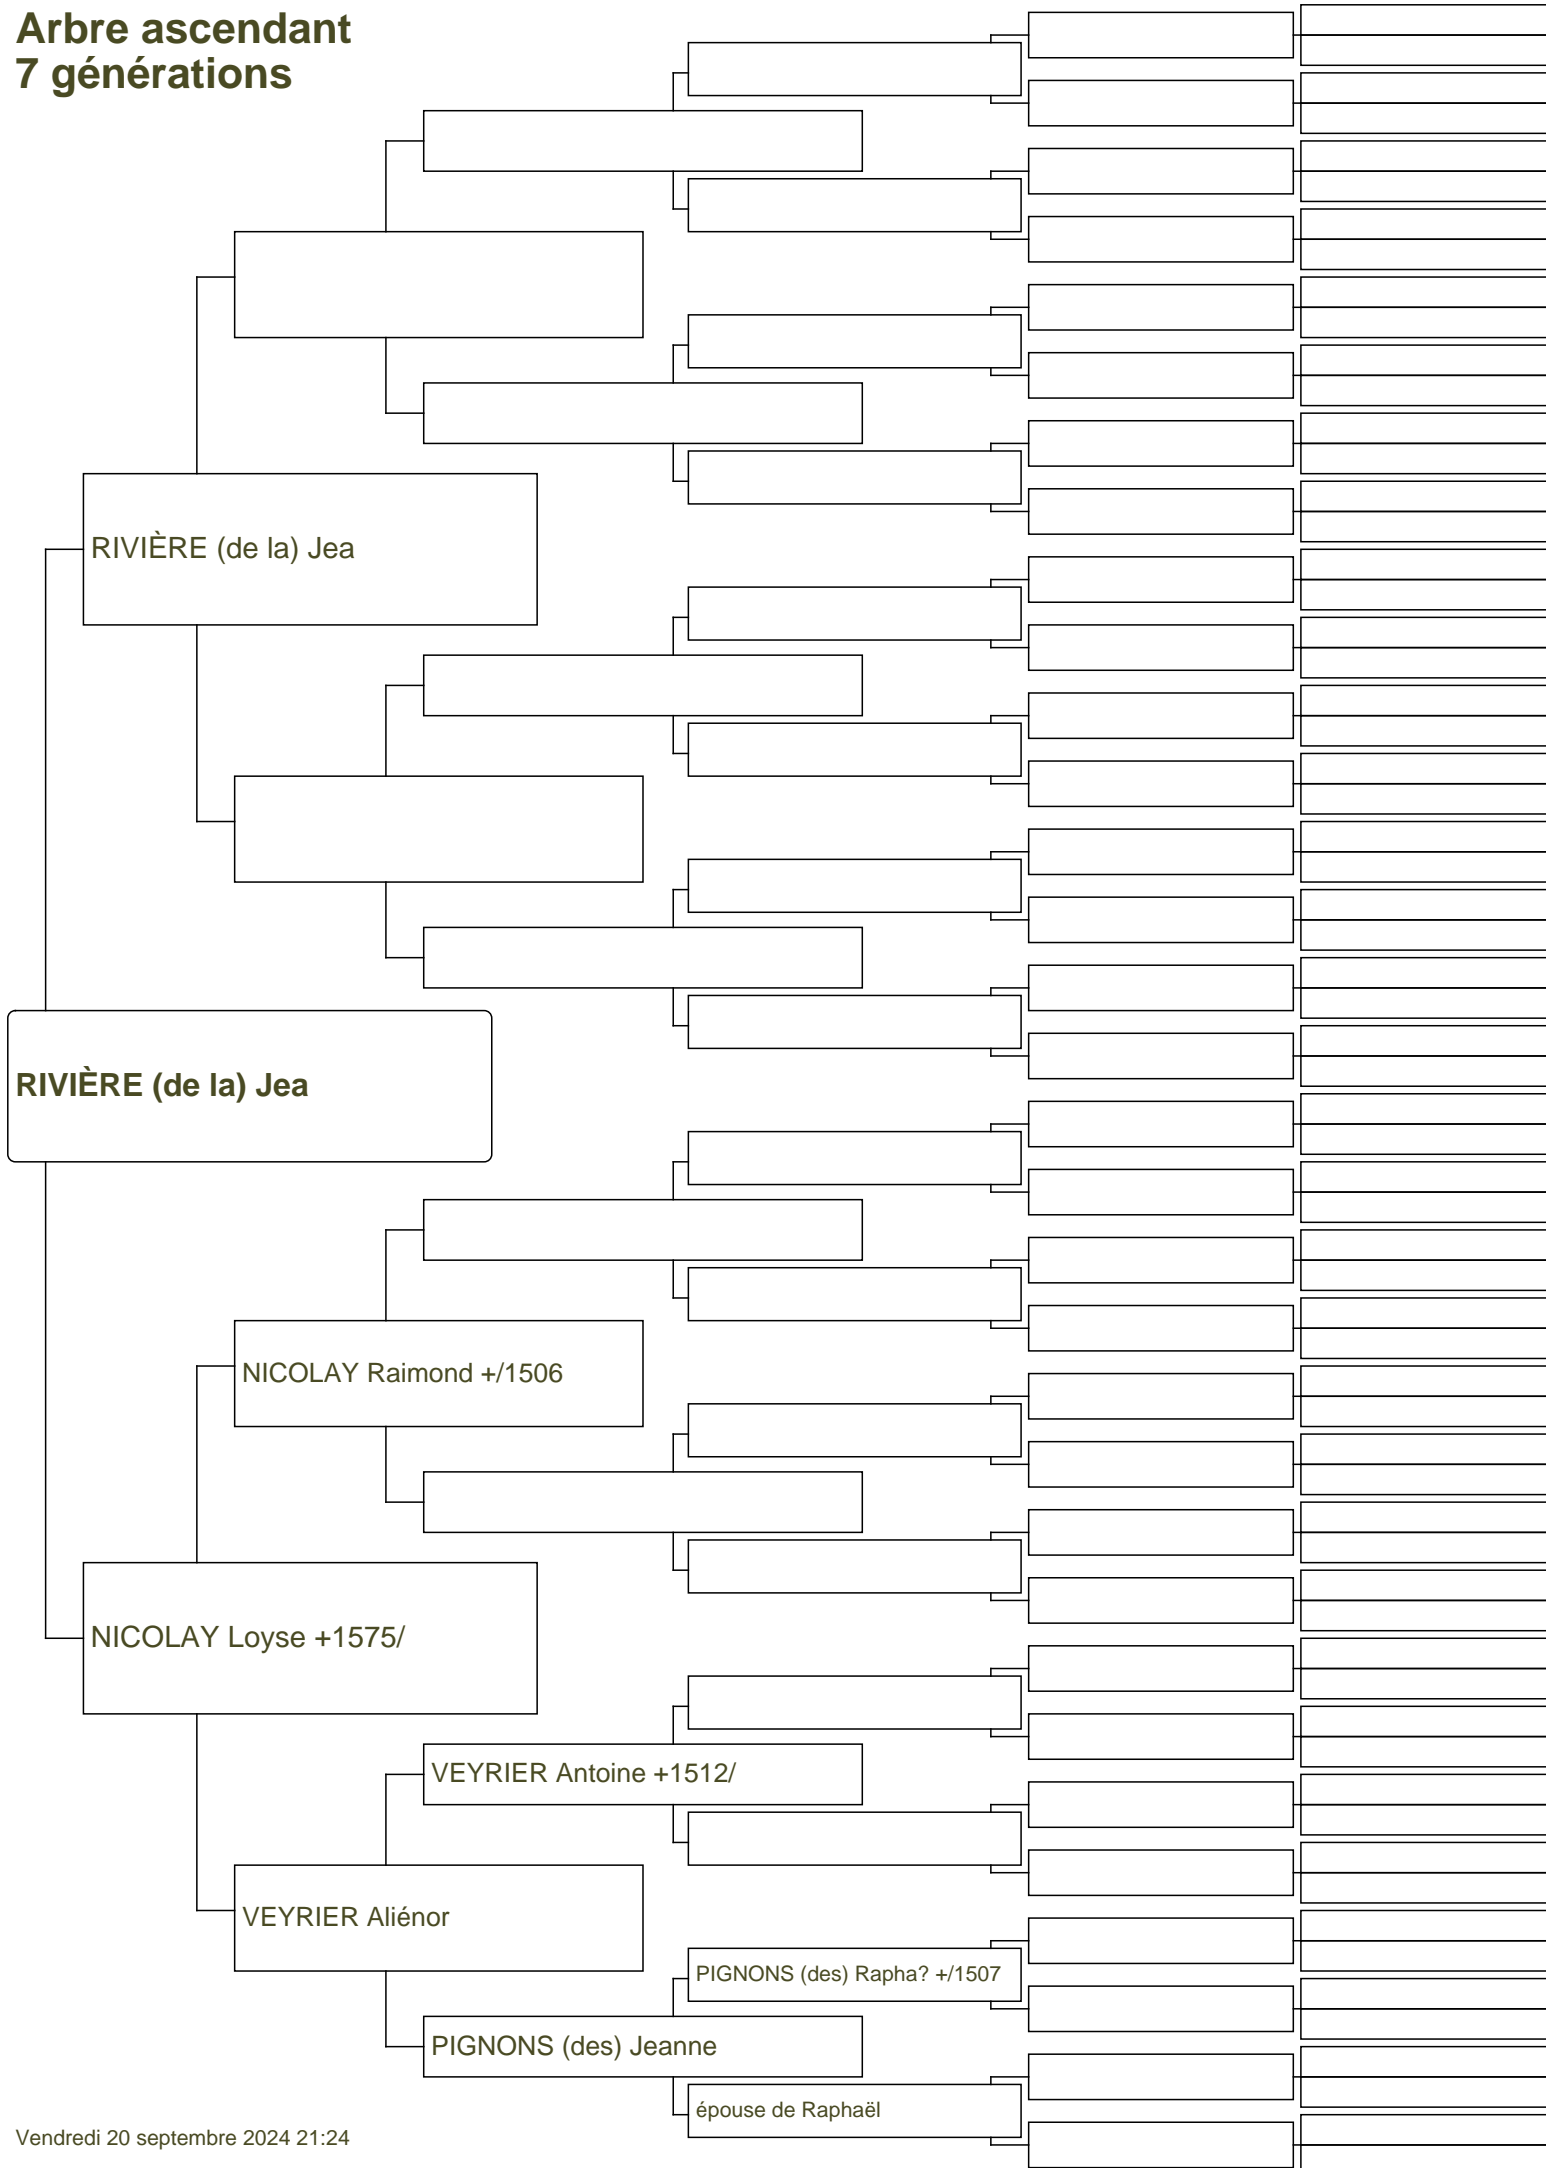 Arbre ascendant
7 générations
RIVIÈRE (de la) Jea
RIVIÈRE (de la) Jea
NICOLAY Raimond +/1506
NICOLAY Loyse +1575/
VEYRIER Antoine +1512/
VEYRIER Aliénor
PIGNONS (des) Rapha? +/1507
PIGNONS (des) Jeanne
épouse de Raphaël
Vendredi 20 septembre 2024 21:24